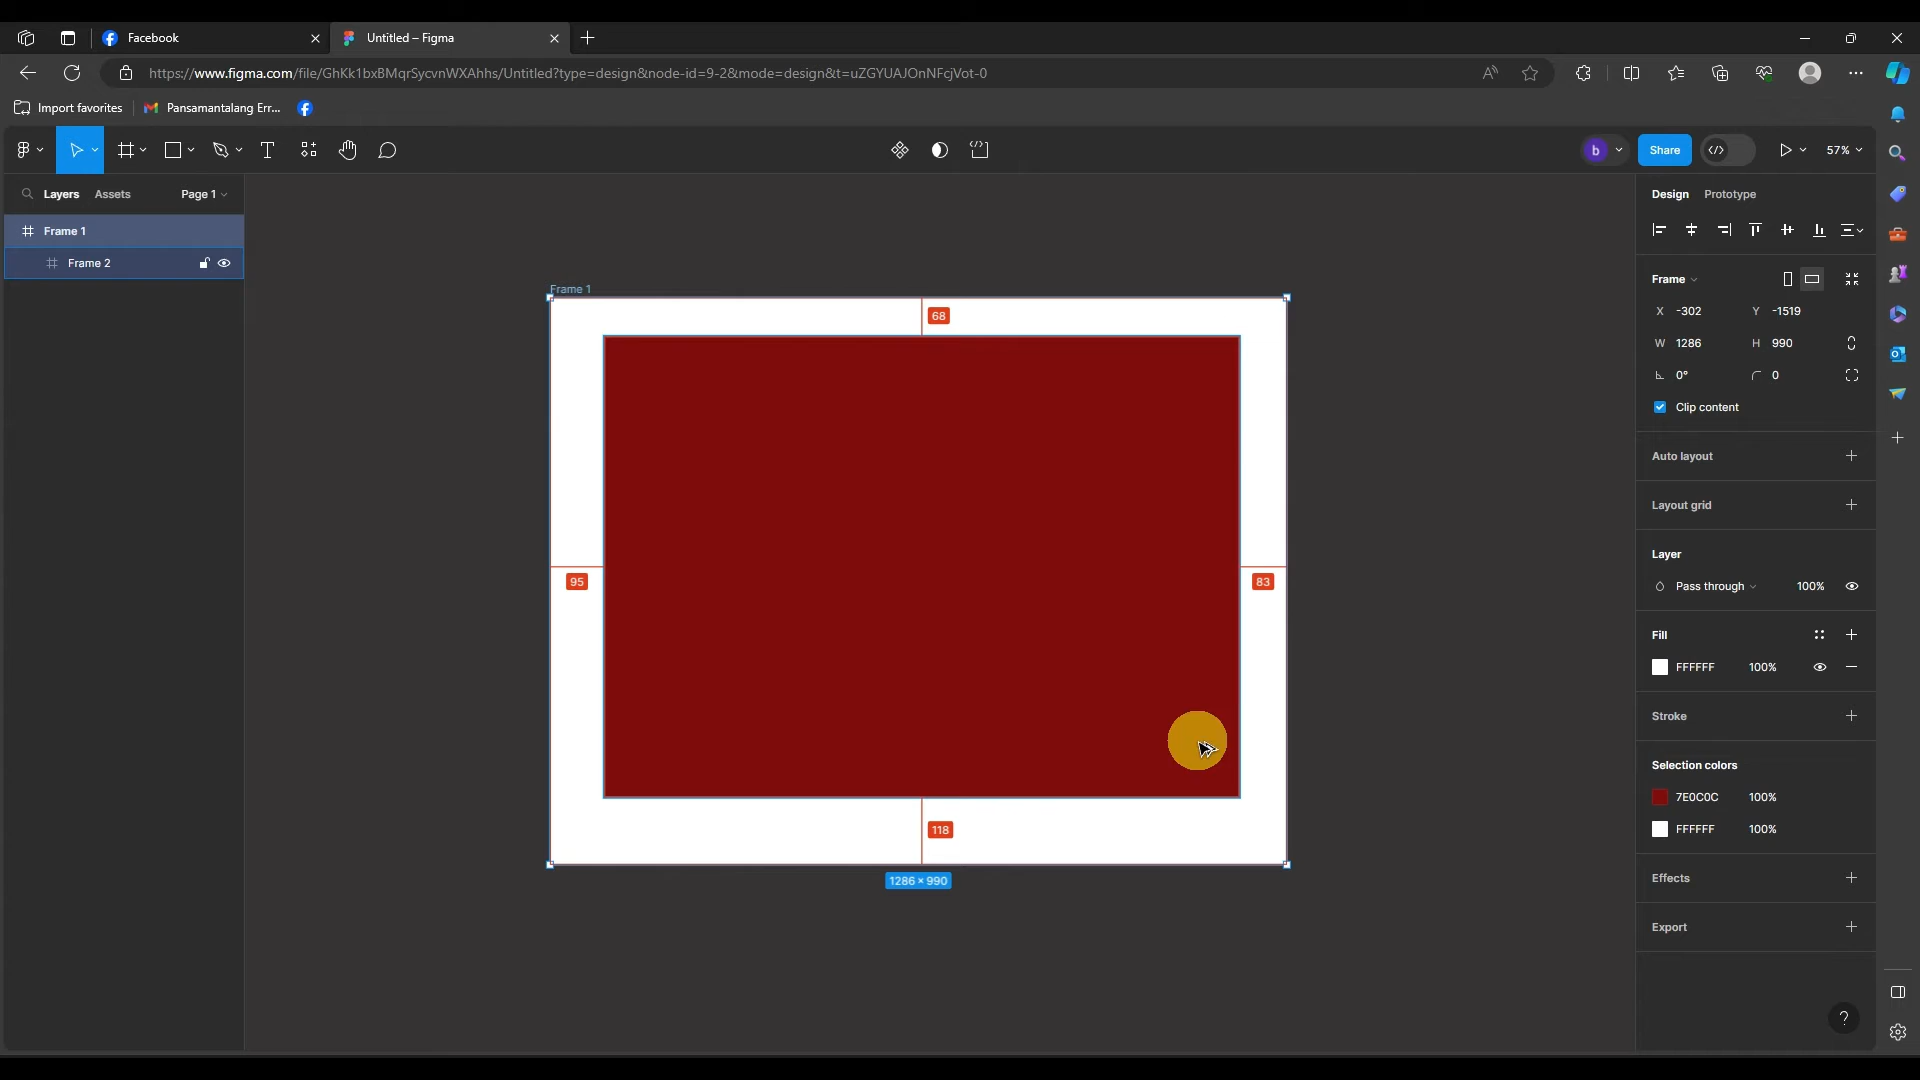 Facebook
Untitled – Figma
https://www.figma.com/file/GhKk1bxBMqrSycvnWXAhhs/Untitled?type=design&node-id=9-2&mode=design&t=uZGYUAJOnNFcjVot-0
Import favorites
Pansamantalang Err...
b
Share
57%
Layers
Assets
Page 1
Design
Prototype
Frame 1
Frame 2
Frame 1
68
95
83
118
1286 × 990
Frame
X -302
Y -1519
W 1286
H 990
0°
0
Clip content
Auto layout
Layout grid
Layer
Pass through
100%
Fill
FFFFFF
100%
Stroke
Selection colors
7E0C0C
100%
FFFFFF
100%
Effects
Export
?